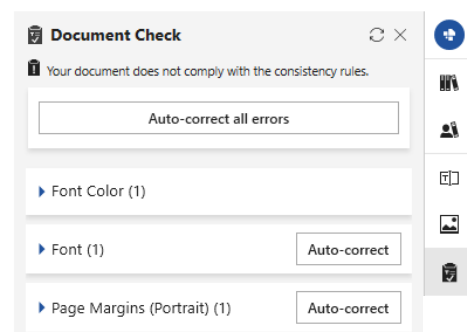 Document Check
Your document does not comply with the consistency rules.
Auto-correct all errors
Font Color (1)
Font (1)
Auto-correct
Page Margins (Portrait) (1)
Auto-correct